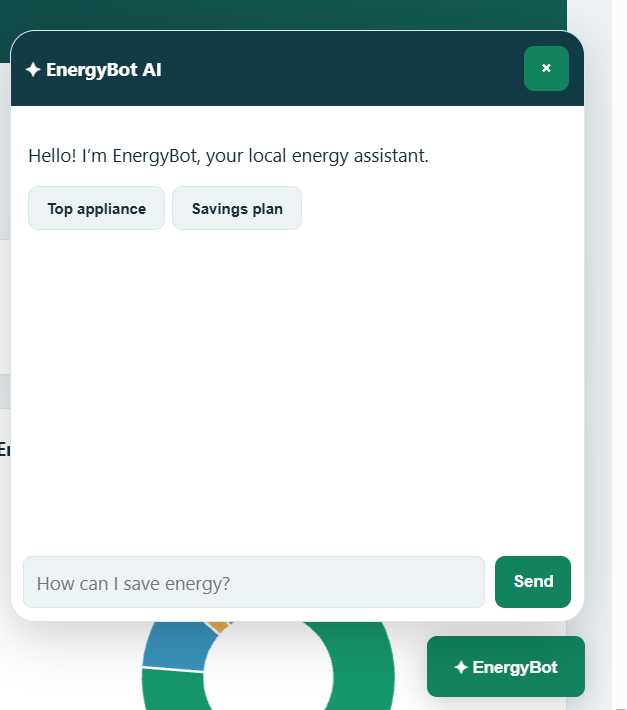 ✦ EnergyBot AI
×
Hello! I’m EnergyBot, your local energy assistant.
Top appliance
Savings plan
How can I save energy?
Send
✦ EnergyBot